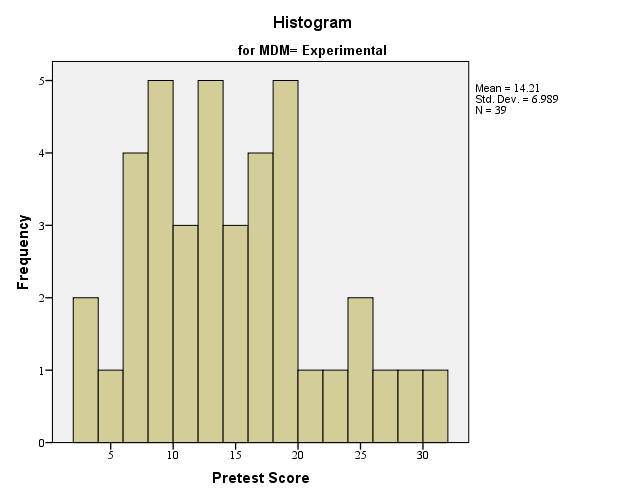 Histogram
for MDM= Experimental
Mean = 14.21
Std. Dev. = 6.989
N = 39
Frequency
5
4
3
2
1
0
5 10 15 20 25 30
Pretest Score